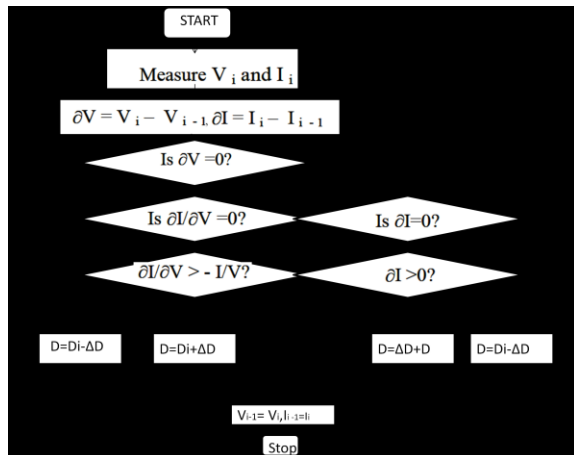 START
Measure V i and I i
∂V = V i – V i - 1, ∂I = I i – I i - 1
Is ∂V =0?
Is ∂I/∂V =0?
Is ∂I=0?
∂I/∂V > - I/V?
∂I >0?
D=Di-ΔD
D=Di+ΔD
D=ΔD+D
D=Di-ΔD
Vi-1= Vi,Ii -1=Ii
Stop